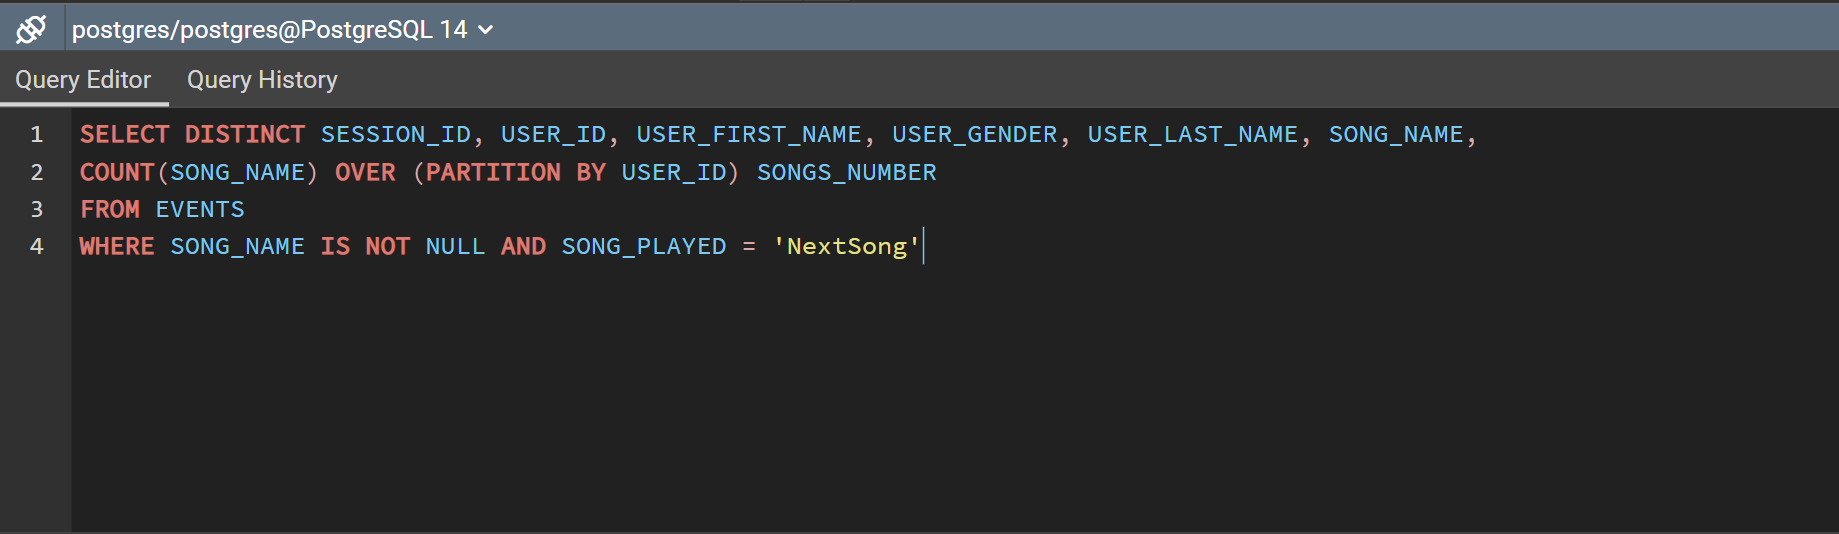 postgres/postgres@PostgreSQL 14
Query Editor Query History
1 SELECT DISTINCT SESSION_ID, USER_ID, USER_FIRST_NAME, USER_GENDER, USER_LAST_NAME, SONG_NAME,
2 COUNT(SONG_NAME) OVER (PARTITION BY USER_ID) SONGS_NUMBER
3 FROM EVENTS
4 WHERE SONG_NAME IS NOT NULL AND SONG_PLAYED = 'NextSong'